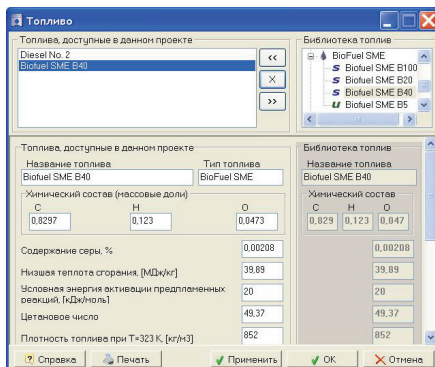 Топливо
Топлива, доступные в данном проекте
Библиотека топлив
Diesel No. 2
Biofuel SME B40
<<
X
>>
BioFuel SME
s Biofuel SME B100
s Biofuel SME B20
s Biofuel SME B40
u Biofuel SME B5
Топлива, доступные в данном проекте
Библиотека топлив
Название топлива Тип топлива
Название топлива
Biofuel SME B40 BioFuel SME
Biofuel SME B40
Химический состав (массовые доли)
Химический состав
C H O
C H O
0,8297 0,123 0,0473
0,829 0,123 0,047
Содержание серы, % 0,00208 0,00208
Низшая теплота сгорания, [МДж/кг] 39,89 39,89
Условная энергия активации предпламенных
реакций, [кДж/моль] 20 20
Цетановое число 49,37 49,37
Плотность топлива при T=323 K, [кг/м3] 852 852
? Справка Печать Применить OK Отмена